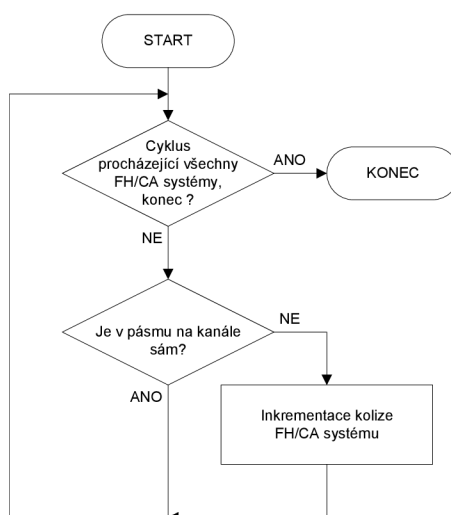 START
Cyklus
procházející všechny
FH/CA systémy,
konec ?
ANO
KONEC
NE
Je v pásmu na kanále
sám?
NE
ANO
Inkrementace kolize
FH/CA systému